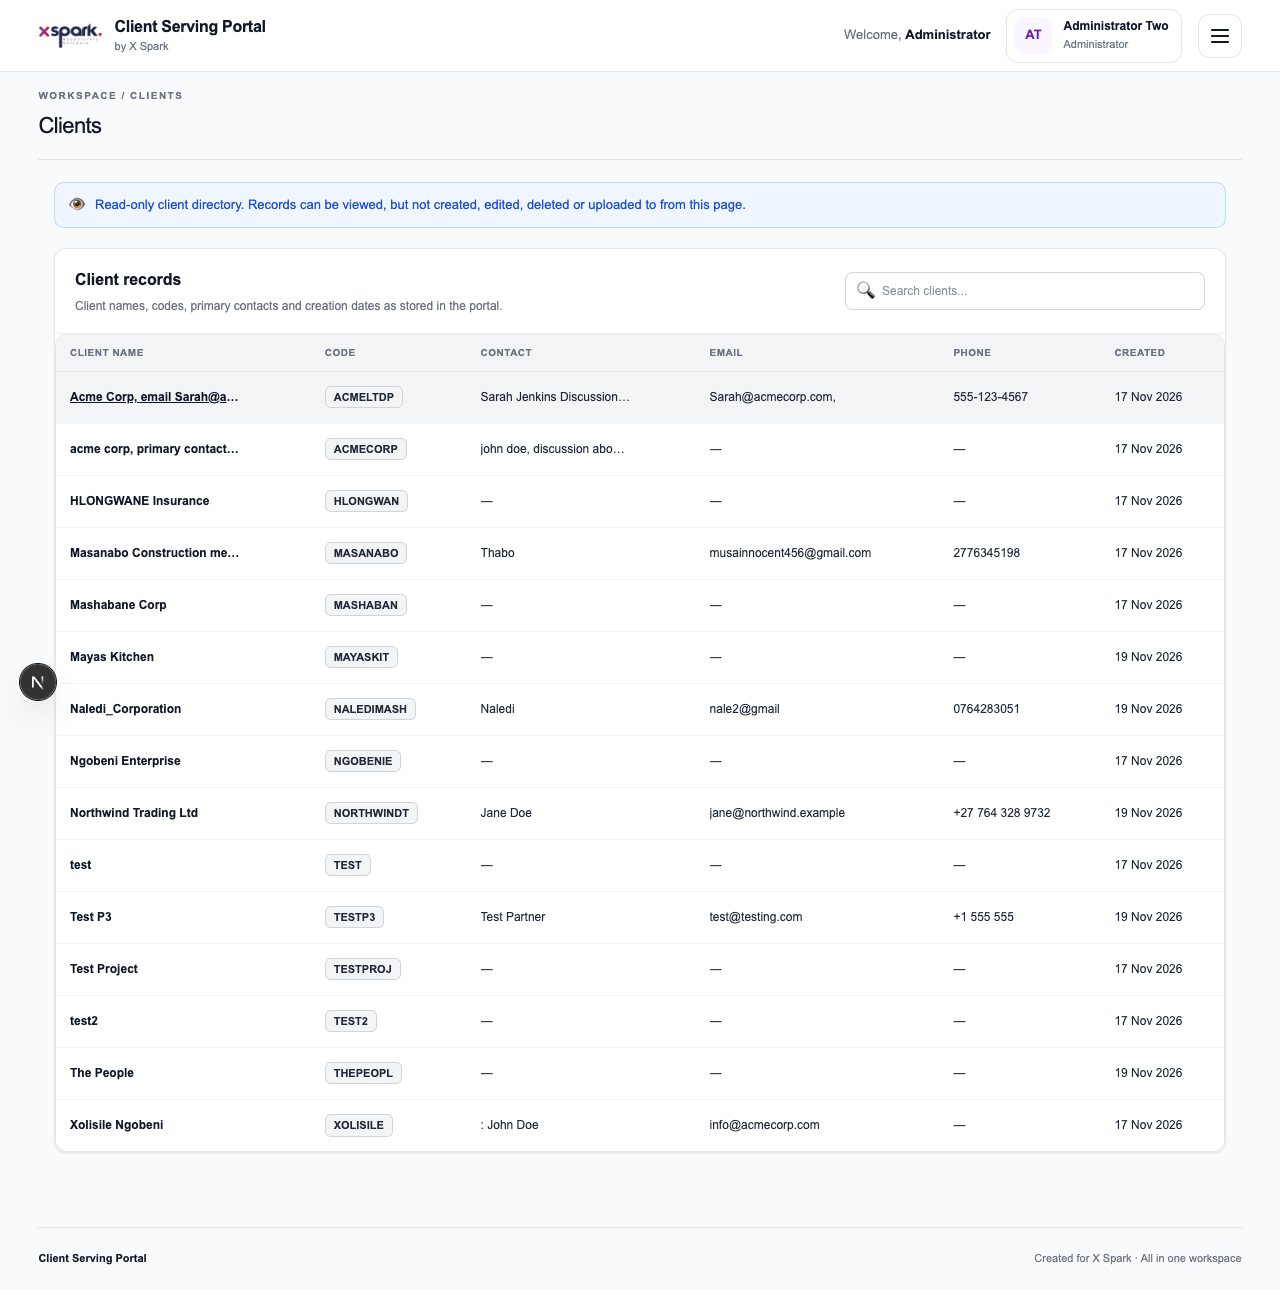 xspark.
Client Serving Portal
by X Spark
Welcome, Administrator
AT
Administrator Two
Administrator
WORKSPACE / CLIENTS
Clients
Read-only client directory. Records can be viewed, but not created, edited, deleted or uploaded to from this page.
Client records
Client names, codes, primary contacts and creation dates as stored in the portal.
Search clients...
CLIENT NAME CODE CONTACT EMAIL PHONE CREATED
Acme Corp, email Sarah@a… ACMELTDP Sarah Jenkins Discussion… Sarah@acmecorp.com, 555-123-4567 17 Nov 2026
acme corp, primary contact… ACMECORP john doe, discussion abo… — — 17 Nov 2026
HLONGWANE Insurance HLONGWAN — — — 17 Nov 2026
Masanabo Construction me… MASANABO Thabo musainnocent456@gmail.com 2776345198 17 Nov 2026
Mashabane Corp MASHABAN — — — 17 Nov 2026
Mayas Kitchen MAYASKIT — — — 19 Nov 2026
Naledi_Corporation NALEDIMASH Naledi nale2@gmail 0764283051 19 Nov 2026
Ngobeni Enterprise NGOBENIE — — — 17 Nov 2026
Northwind Trading Ltd NORTHWINDT Jane Doe jane@northwind.example +27 764 328 9732 19 Nov 2026
test TEST — — — 17 Nov 2026
Test P3 TESTP3 Test Partner test@testing.com +1 555 555 19 Nov 2026
Test Project TESTPROJ — — — 17 Nov 2026
test2 TEST2 — — — 17 Nov 2026
The People THEPEOPL — — — 19 Nov 2026
Xolisile Ngobeni XOLISILE : John Doe info@acmecorp.com — 17 Nov 2026
N
Client Serving Portal
Created for X Spark · All in one workspace